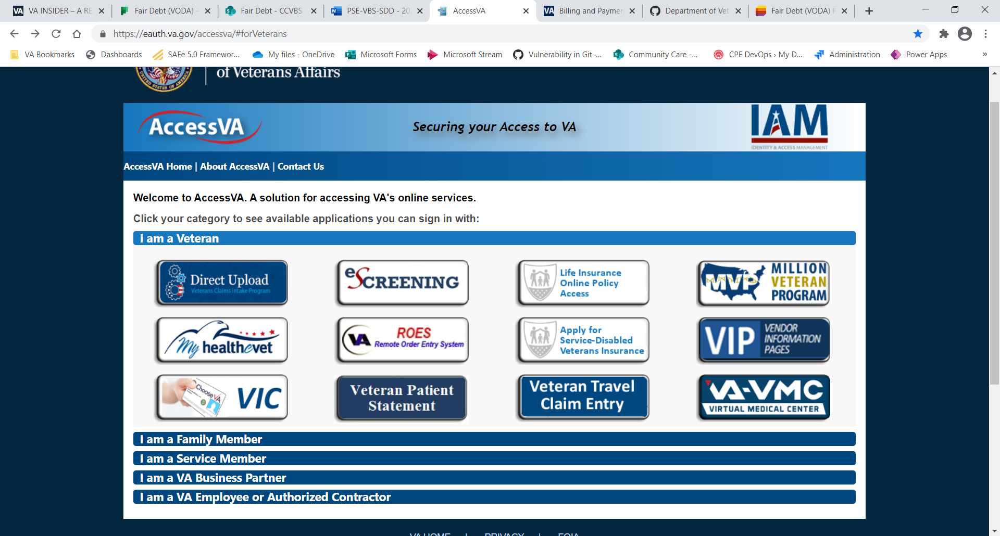 VA INSIDER – A RE
Fair Debt (VODA) -
Fair Debt - CCVBS
PSE-VBS-SDD - 20
AccessVA
VA Billing and Paymen
Department of Vet
Fair Debt (VODA) R
https://eauth.va.gov/accessva/#forVeterans
VA Bookmarks
Dashboards
SAFe 5.0 Framewor...
My files - OneDrive
Microsoft Forms
Microsoft Stream
Vulnerability in Git ·...
Community Care -...
CPE DevOps › My D...
Administration
Power Apps
»
UNITED STATES OF AMERICA
of Veterans Affairs
AccessVA
Securing your Access to VA
IAM
IDENTITY & ACCESS MANAGEMENT
AccessVA Home | About AccessVA | Contact Us
Welcome to AccessVA. A solution for accessing VA's online services.
Click your category to see available applications you can sign in with:
I am a Veteran
Direct Upload
Veterans Claims Intake Program
eScreening
Life Insurance
Online Policy
Access
MVP
MILLION
VETERAN
PROGRAM
My healthevet
VA
ROES
Remote Order Entry System
Apply for
Service-Disabled
Veterans Insurance
VIP
VENDOR
INFORMATION
PAGES
Choose VA
VIC
Veteran Patient
Statement
Veteran Travel
Claim Entry
VA-VMC
VIRTUAL MEDICAL CENTER
I am a Family Member
I am a Service Member
I am a VA Business Partner
I am a VA Employee or Authorized Contractor
VA HOME | PRIVACY | FOIA